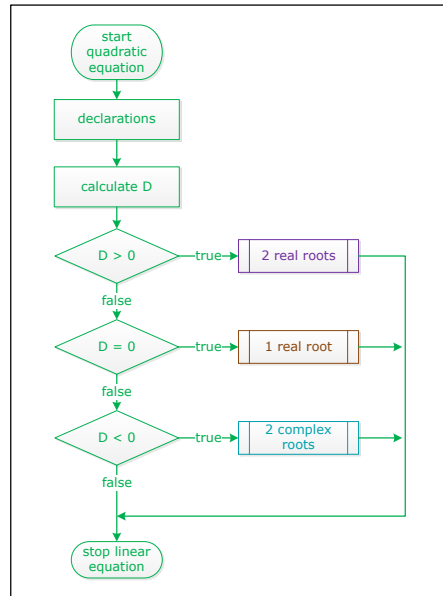 start
quadratic
equation
declarations
calculate D
D > 0
true
2 real roots
false
D = 0
true
1 real root
false
D < 0
true
2 complex
roots
false
stop linear
equation